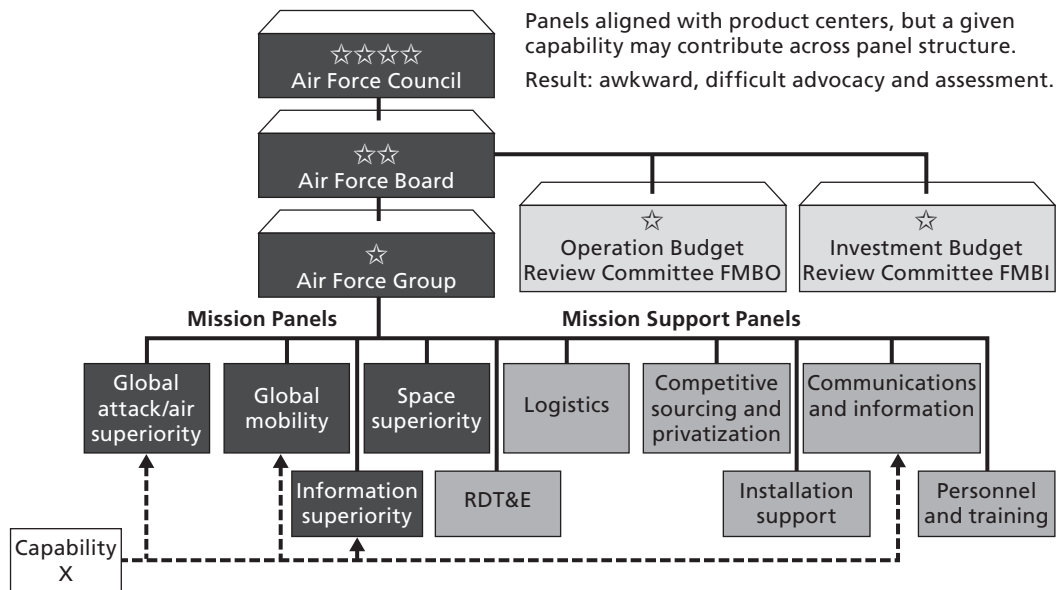 Panels aligned with product centers, but a given
capability may contribute across panel structure.
Result: awkward, difficult advocacy and assessment.
Air Force Council
Air Force Board
Air Force Group
Operation Budget
Review Committee FMBO
Investment Budget
Review Committee FMBI
Mission Panels
Mission Support Panels
Global
attack/air
superiority
Global
mobility
Space
superiority
Logistics
Competitive
sourcing and
privatization
Communications
and information
Information
superiority
RDT&E
Installation
support
Personnel
and training
Capability
X